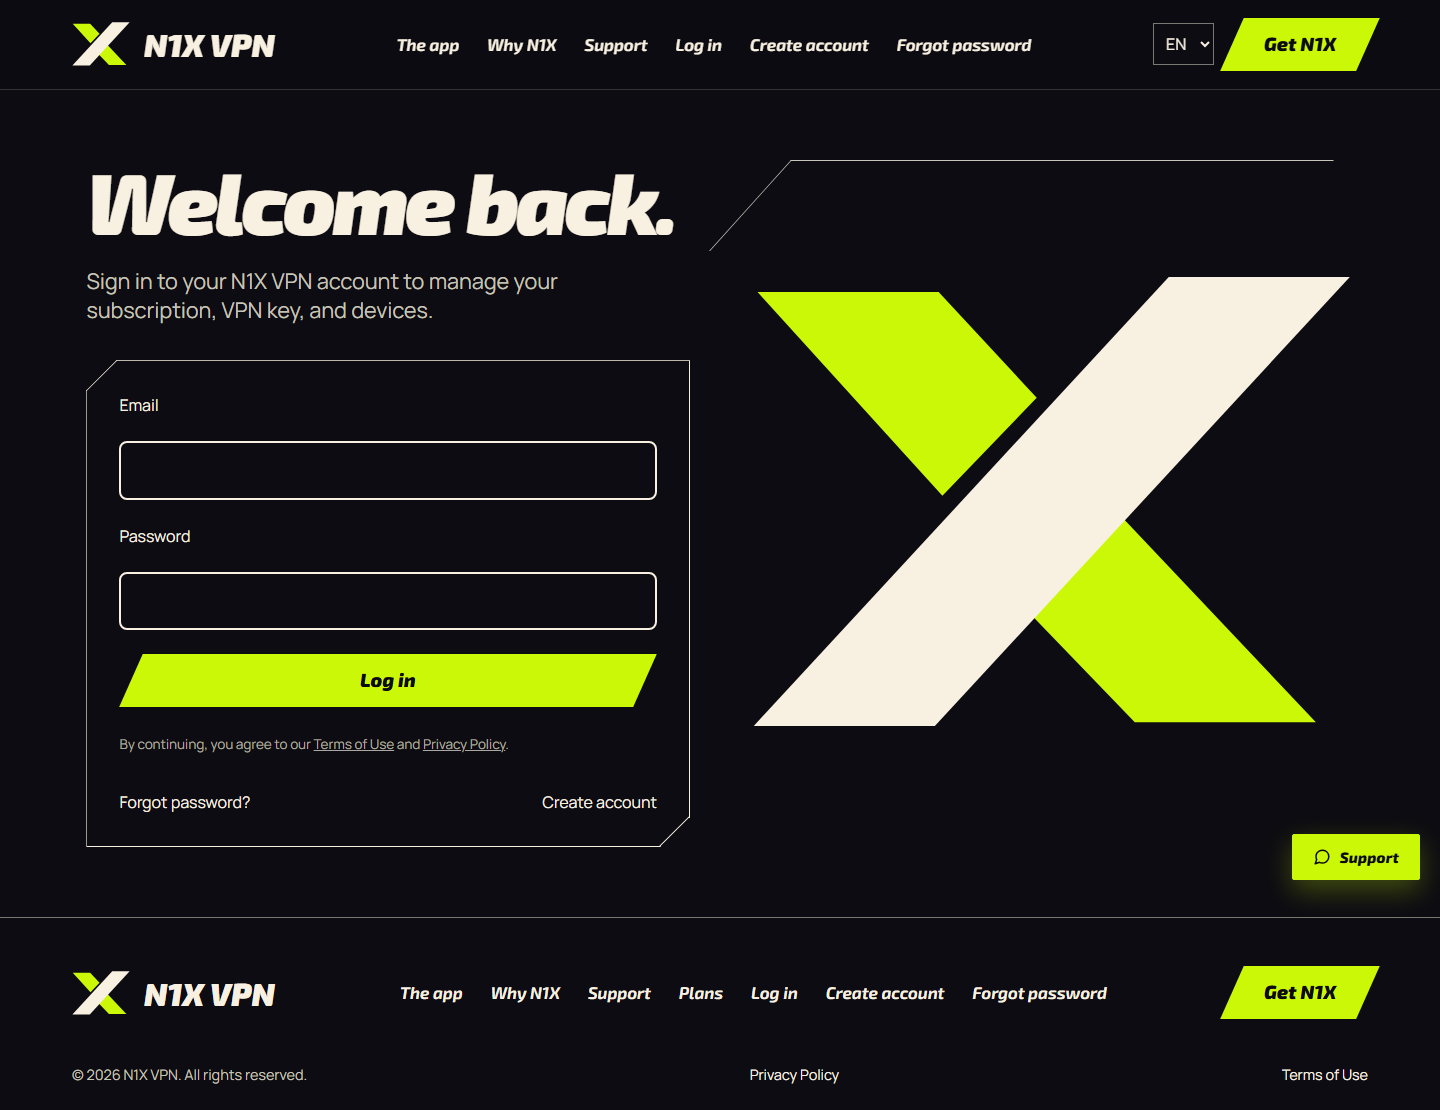 N1X VPN
The app
Why N1X
Support
Log in
Create account
Forgot password
EN
Get N1X
Welcome back.
Sign in to your N1X VPN account to manage your
subscription, VPN key, and devices.
Email
Password
Log in
By continuing, you agree to our Terms of Use and Privacy Policy.
Forgot password?
Create account
Support
N1X VPN
The app
Why N1X
Support
Plans
Log in
Create account
Forgot password
Get N1X
© 2026 N1X VPN. All rights reserved.
Privacy Policy
Terms of Use